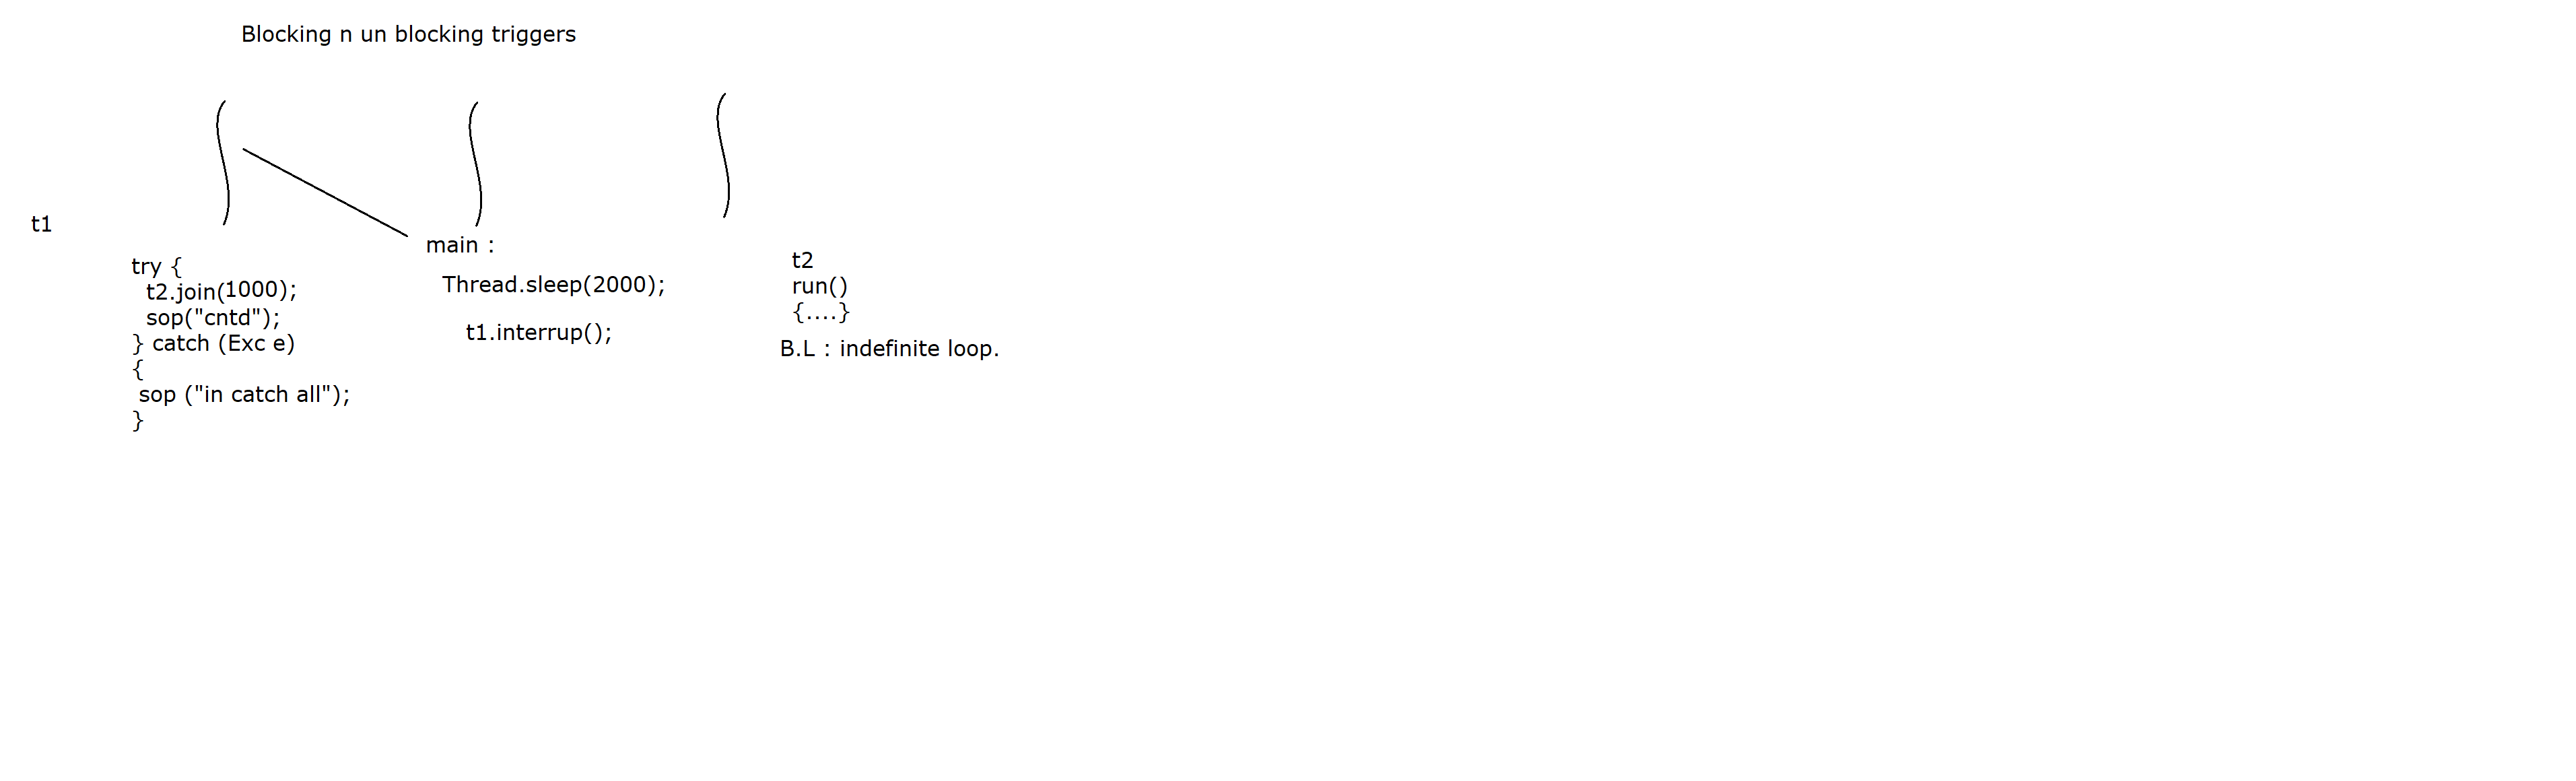 Blocking n un blocking triggers
t1
try {
t2.join(1000);
sop("cntd");
} catch (Exc e)
{
sop ("in catch all");
}
main :
Thread.sleep(2000);
t1.interrup();
t2
run()
{....}
B.L : indefinite loop.